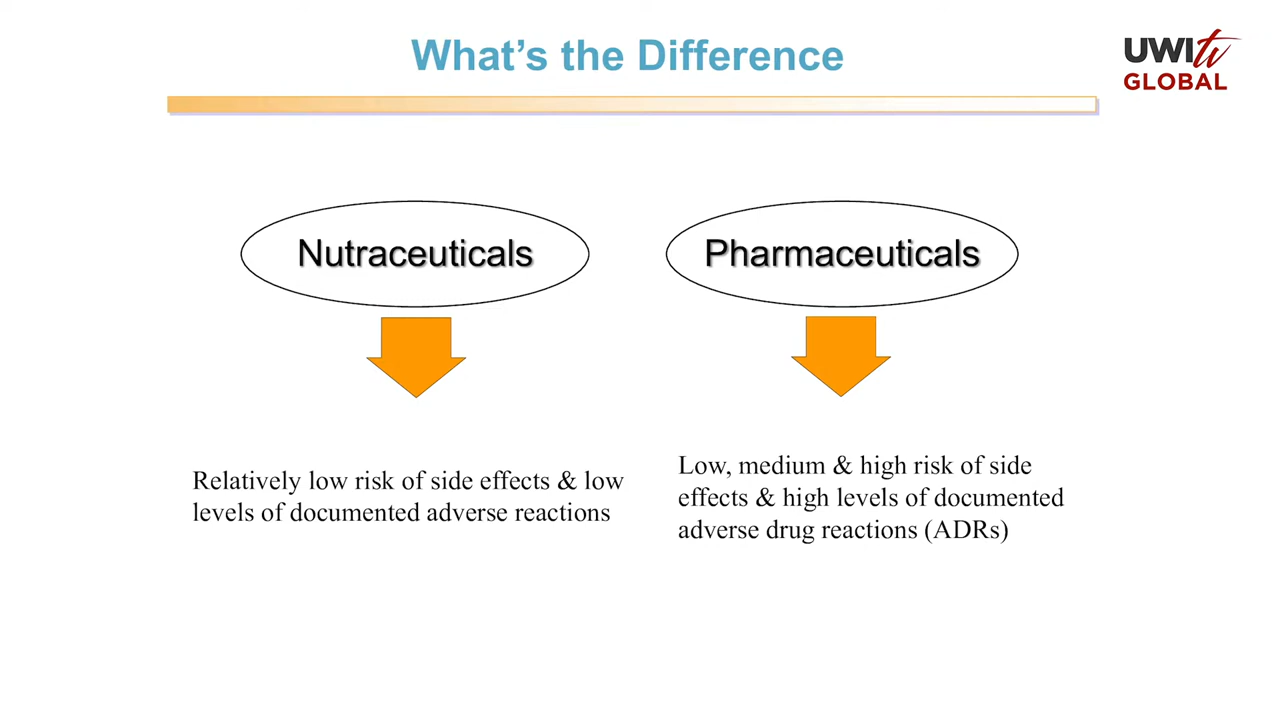 What's the Difference
UWItv
GLOBAL
Nutraceuticals
Pharmaceuticals
Relatively low risk of side effects & low
levels of documented adverse reactions
Low, medium & high risk of side
effects & high levels of documented
adverse drug reactions (ADRs)